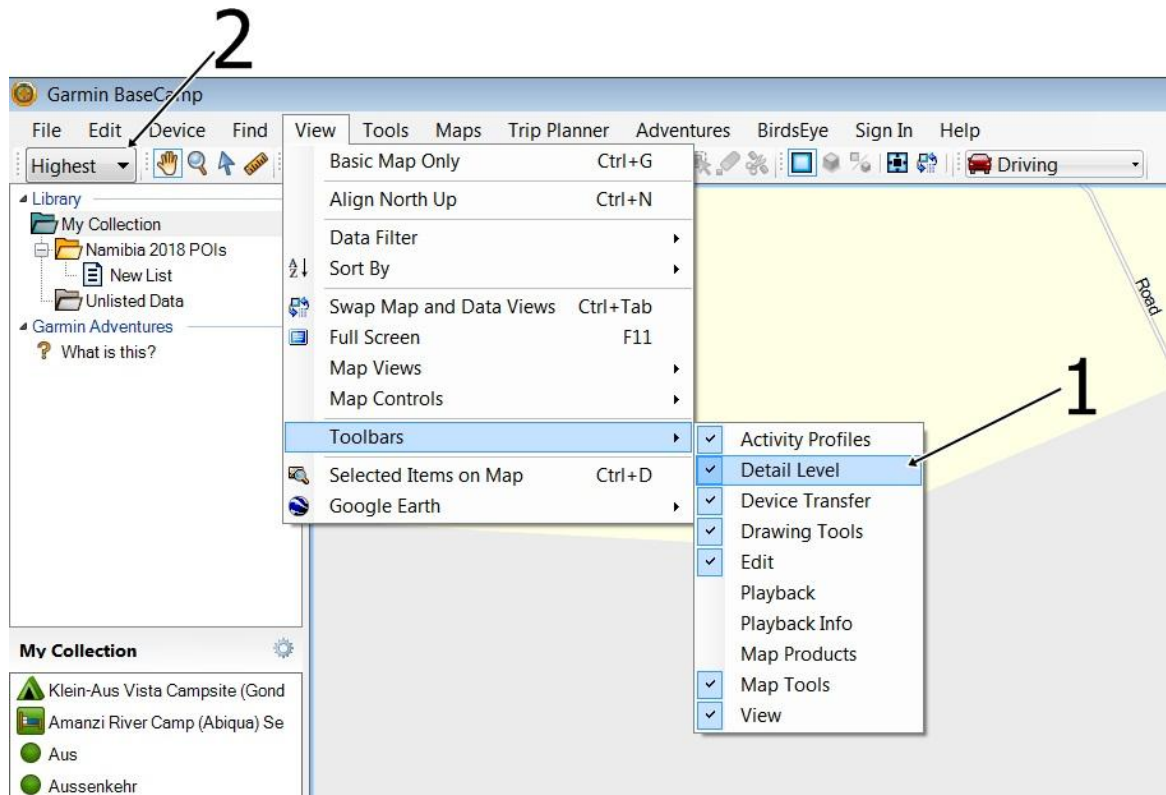 2
Garmin BaseCamp
File Edit Device Find View Tools Maps Trip Planner Adventures BirdsEye Sign In Help
Highest
Driving
Library
My Collection
Namibia 2018 POIs
New List
Unlisted Data
Garmin Adventures
? What is this?
Basic Map Only Ctrl+G
Align North Up Ctrl+N
Data Filter
Sort By
Swap Map and Data Views Ctrl+Tab
Full Screen F11
Map Views
Map Controls
Toolbars
Selected Items on Map Ctrl+D
Google Earth
Road
1
Activity Profiles
Detail Level
Device Transfer
Drawing Tools
Edit
Playback
Playback Info
Map Products
Map Tools
View
My Collection
Klein-Aus Vista Campsite (Gond
Amanzi River Camp (Abiqua) Se
Aus
Aussenkehr